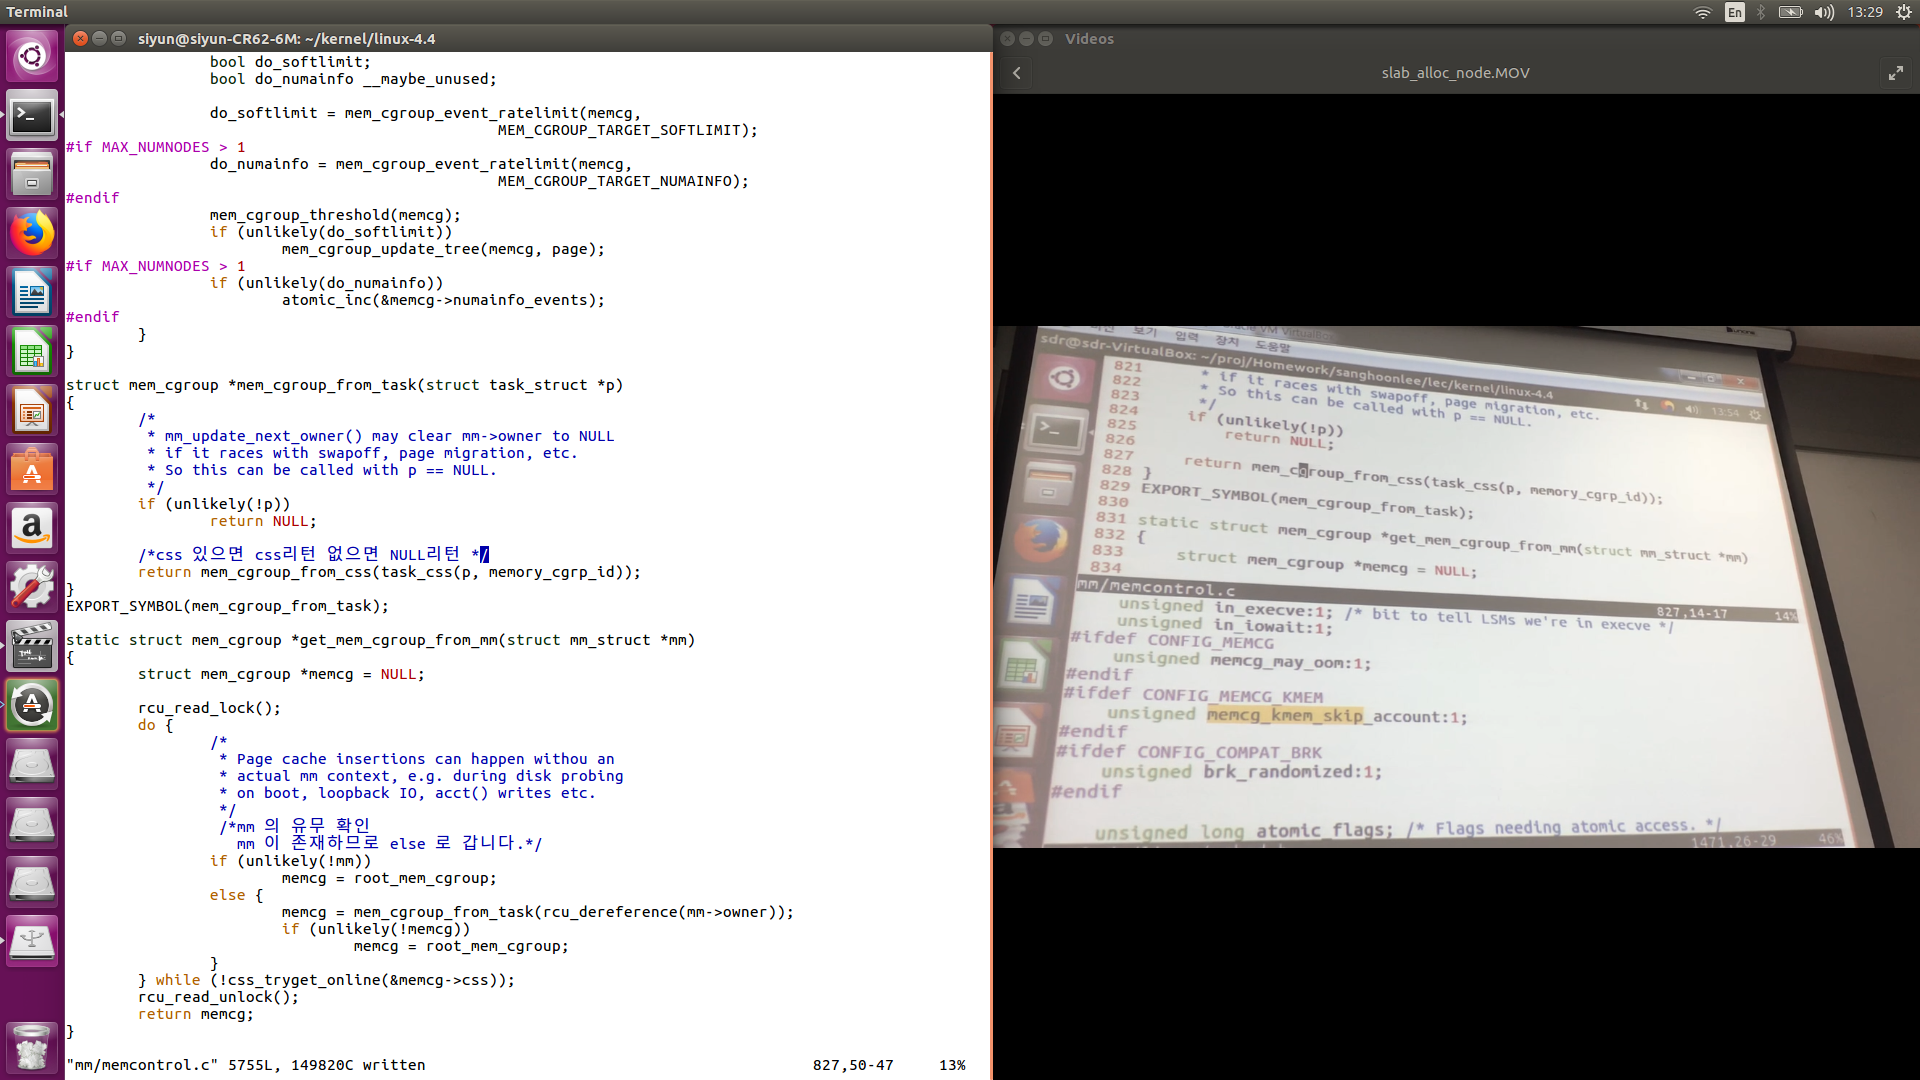 Terminal
En
13:29
siyun@siyun-CR62-6M: ~/kernel/linux-4.4
bool do_softlimit;
bool do_numainfo __maybe_unused;
do_softlimit = mem_cgroup_event_ratelimit(memcg,
MEM_CGROUP_TARGET_SOFTLIMIT);
#if MAX_NUMNODES > 1
do_numainfo = mem_cgroup_event_ratelimit(memcg,
MEM_CGROUP_TARGET_NUMAINFO);
#endif
mem_cgroup_threshold(memcg);
if (unlikely(do_softlimit))
mem_cgroup_update_tree(memcg, page);
#if MAX_NUMNODES > 1
if (unlikely(do_numainfo))
atomic_inc(&memcg->numainfo_events);
#endif
}
}
struct mem_cgroup *mem_cgroup_from_task(struct task_struct *p)
{
/*
* mm_update_next_owner() may clear mm->owner to NULL
* if it races with swapoff, page migration, etc.
* So this can be called with p == NULL.
*/
if (unlikely(!p))
return NULL;
/*css 있으면 css리턴 없으면 NULL리턴 */
return mem_cgroup_from_css(task_css(p, memory_cgrp_id));
}
EXPORT_SYMBOL(mem_cgroup_from_task);
static struct mem_cgroup *get_mem_cgroup_from_mm(struct mm_struct *mm)
{
struct mem_cgroup *memcg = NULL;
rcu_read_lock();
do {
/*
* Page cache insertions can happen withou an
* actual mm context, e.g. during disk probing
* on boot, loopback IO, acct() writes etc.
*/
/*mm 의 유무 확인
mm 이 존재하므로 else 로 갑니다.*/
if (unlikely(!mm))
memcg = root_mem_cgroup;
else {
memcg = mem_cgroup_from_task(rcu_dereference(mm->owner));
if (unlikely(!memcg))
memcg = root_mem_cgroup;
}
} while (!css_tryget_online(&memcg->css));
rcu_read_unlock();
return memcg;
}
"mm/memcontrol.c" 5755L, 149820C written 827,50-47 13%
Videos
slab_alloc_node.MOV
보기 입력 장치 도움말
sdr@sdr-VirtualBox: ~/proj/Homework/sanghoonlee/lec/kernel/linux-4.4
13:54
821 * if it races with swapoff, page migration, etc.
822 * So this can be called with p == NULL.
823 */
824 if (unlikely(!p))
825 return NULL;
826
827 return mem_cgroup_from_css(task_css(p, memory_cgrp_id));
828 }
829 EXPORT_SYMBOL(mem_cgroup_from_task);
830
831 static struct mem_cgroup *get_mem_cgroup_from_mm(struct mm_struct *mm)
832 {
833 struct mem_cgroup *memcg = NULL;
834
mm/memcontrol.c 827,14-17 14%
unsigned in_execve:1; /* bit to tell LSMs we're in execve */
unsigned in_iowait:1;
#ifdef CONFIG_MEMCG
unsigned memcg_may_oom:1;
#endif
#ifdef CONFIG_MEMCG_KMEM
unsigned memcg_kmem_skip_account:1;
#endif
#ifdef CONFIG_COMPAT_BRK
unsigned brk_randomized:1;
#endif
unsigned long atomic_flags; /* Flags needing atomic access. */
1471,26-29 46%